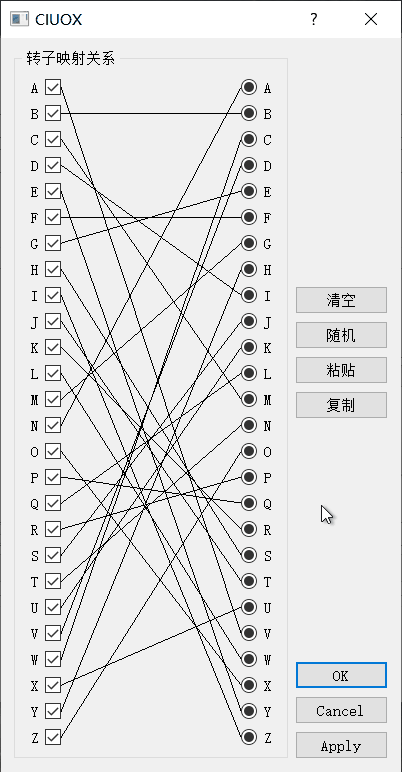 CIUOX
?
转子映射关系
A A
B B
C C
D D
E E
F F
G G
H H
I I
J J
K K
L L
M M
N N
O O
P P
Q Q
R R
S S
T T
U U
V V
W W
X X
Y Y
Z Z
清空
随机
粘贴
复制
OK
Cancel
Apply